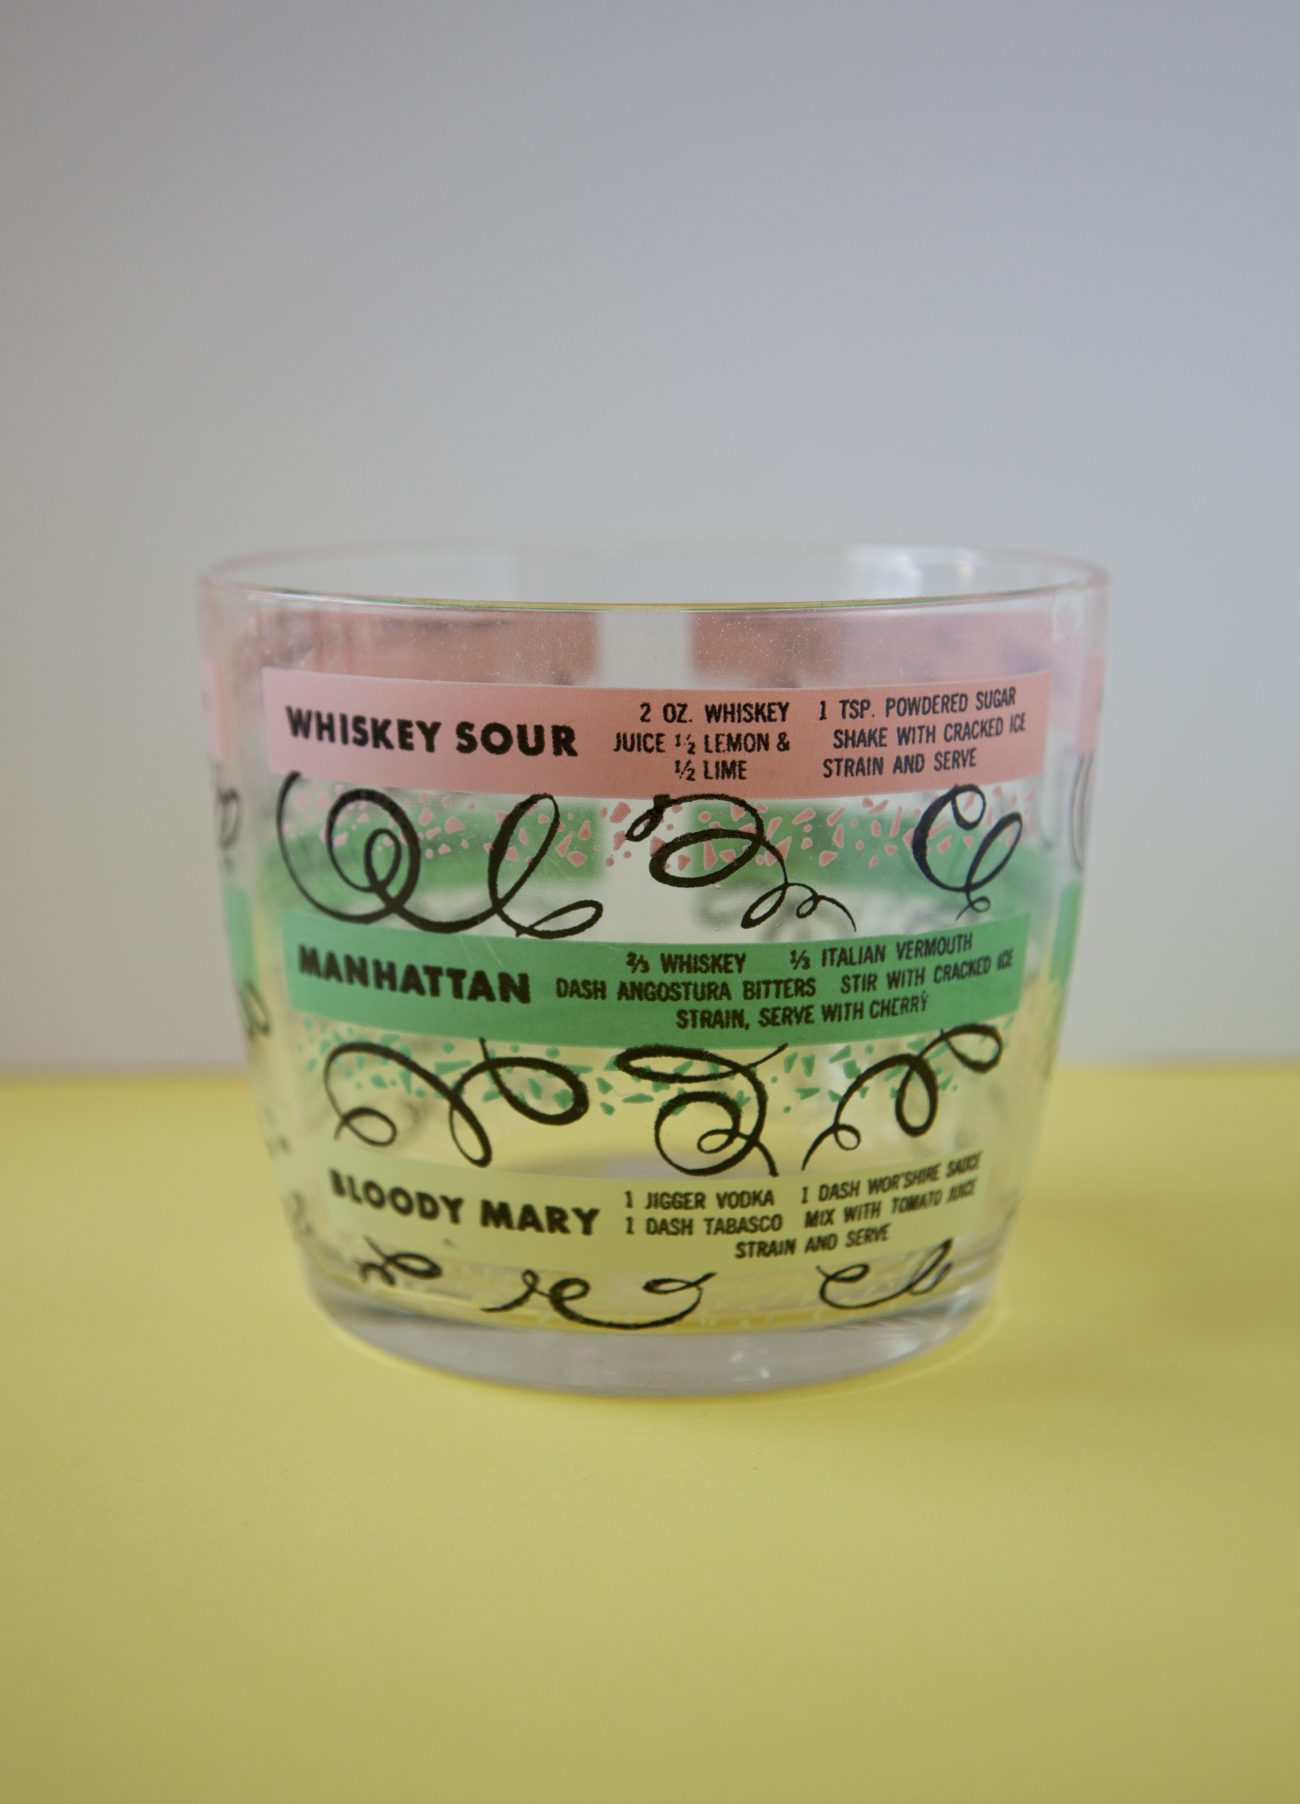 WHISKEY SOUR
2 OZ. WHISKEY 1 TSP. POWDERED SUGAR
JUICE ½ LEMON & SHAKE WITH CRACKED ICE
½ LIME STRAIN AND SERVE
MANHATTAN
⅔ WHISKEY ⅓ ITALIAN VERMOUTH
DASH ANGOSTURA BITTERS STIR WITH CRACKED ICE
STRAIN, SERVE WITH CHERRY
BLOODY MARY
1 JIGGER VODKA 1 DASH WOR'SHIRE SAUCE
1 DASH TABASCO MIX WITH TOMATO JUICE
STRAIN AND SERVE